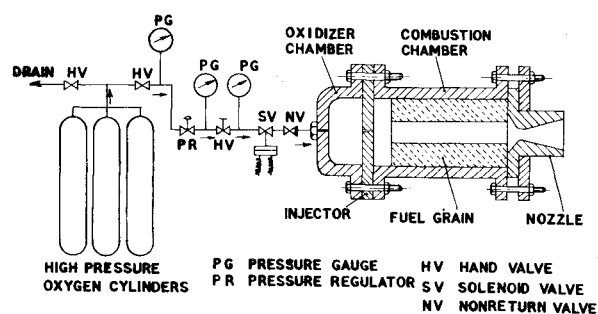 PG
OXIDIZER
CHAMBER
COMBUSTION
CHAMBER
PG
PG
DRAIN
HV
HV
SV
NV
PR
HV
INJECTOR
FUEL GRAIN
NOZZLE
HIGH PRESSURE
OXYGEN CYLINDERS
PG PRESSURE GAUGE
PR PRESSURE REGULATOR
HV HAND VALVE
SV SOLENOID VALVE
NV NONRETURN VALVE